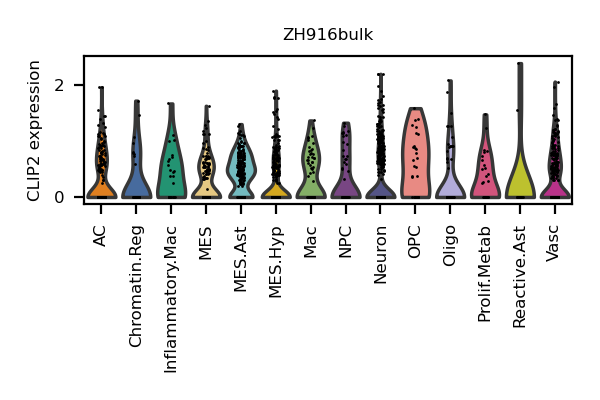 ZH916bulk
CLIP2 expression
2
0
AC
Chromatin.Reg
Inflammatory.Mac
MES
MES.Ast
MES.Hyp
Mac
NPC
Neuron
OPC
Oligo
Prolif.Metab
Reactive.Ast
Vasc